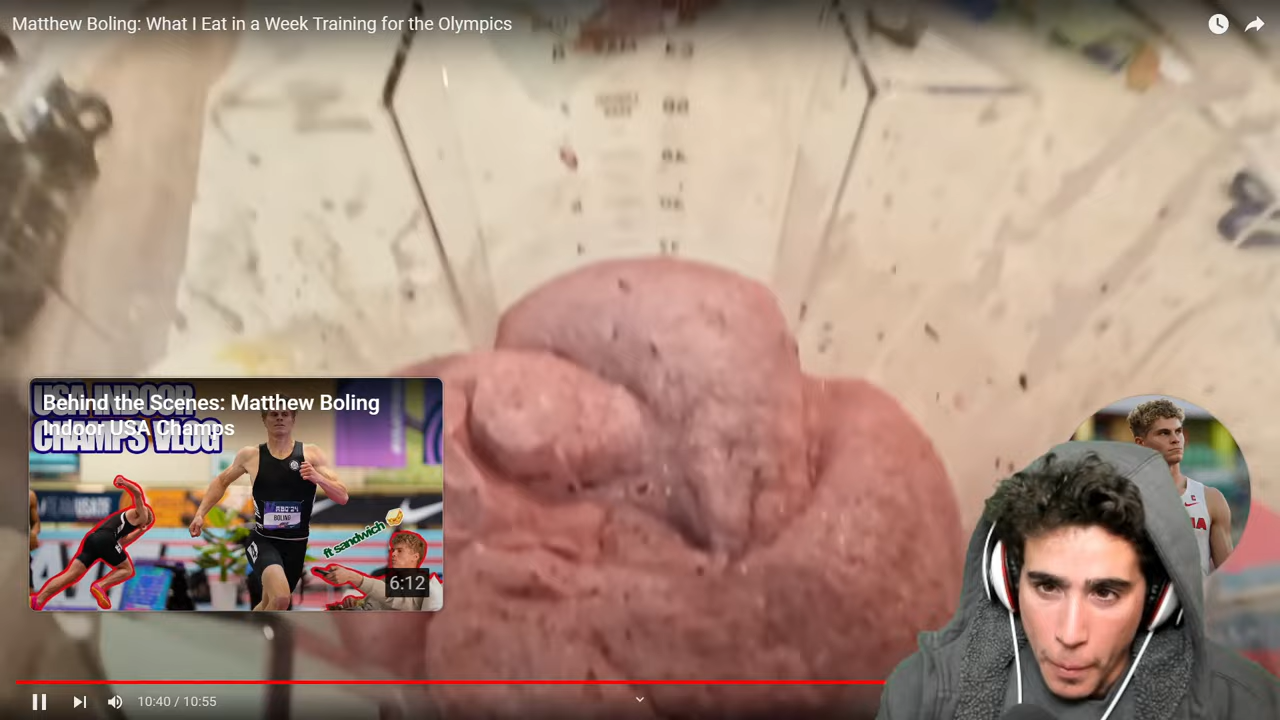 Matthew Boling: What I Eat in a Week Training for the Olympics
USA INDOOR
CHAMPS VLOG
Behind the Scenes: Matthew Boling
Indoor USA Champs
ABQ'24
BOLING
ft sandwich
6:12
10:40 / 10:55